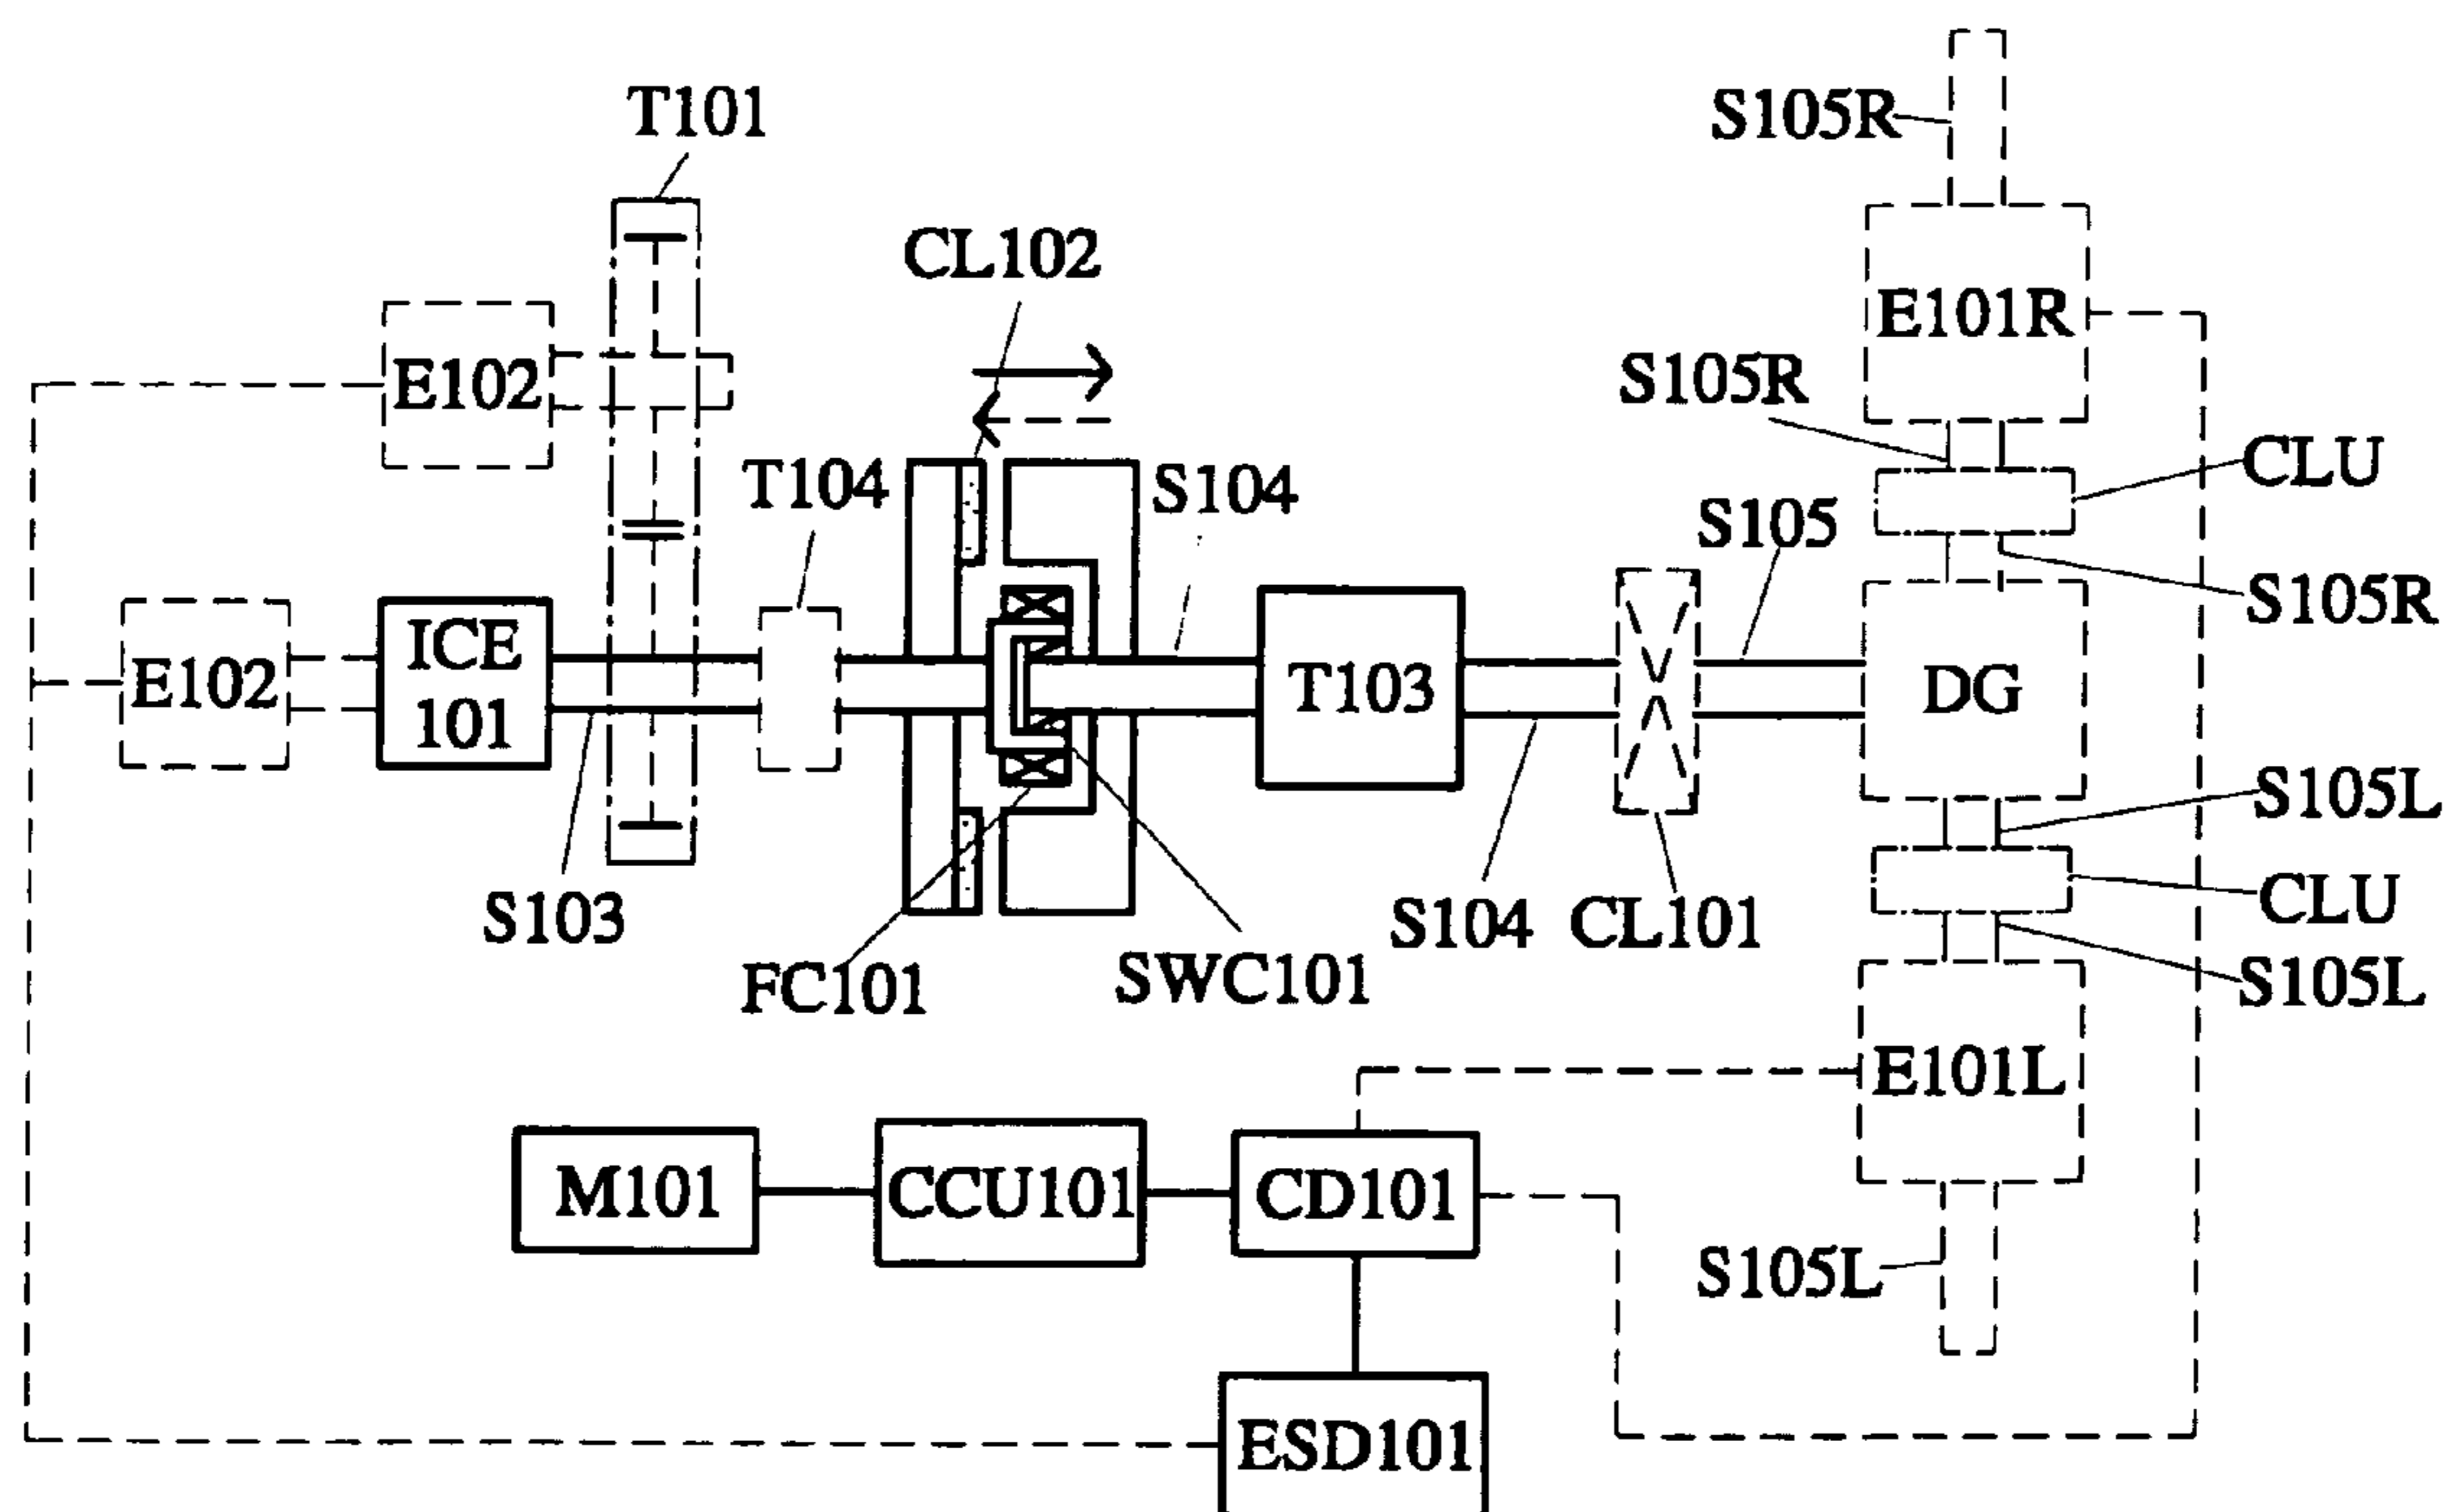 T101
S105R
CL102
E101R
E102
S105R
CLU
T104
S104
S105
S105R
ICE
101
E102
T103
DG
S105L
S103
S104
CL101
CLU
FC101
SWC101
S105L
E101L
M101
CCU101
CD101
S105L
ESD101